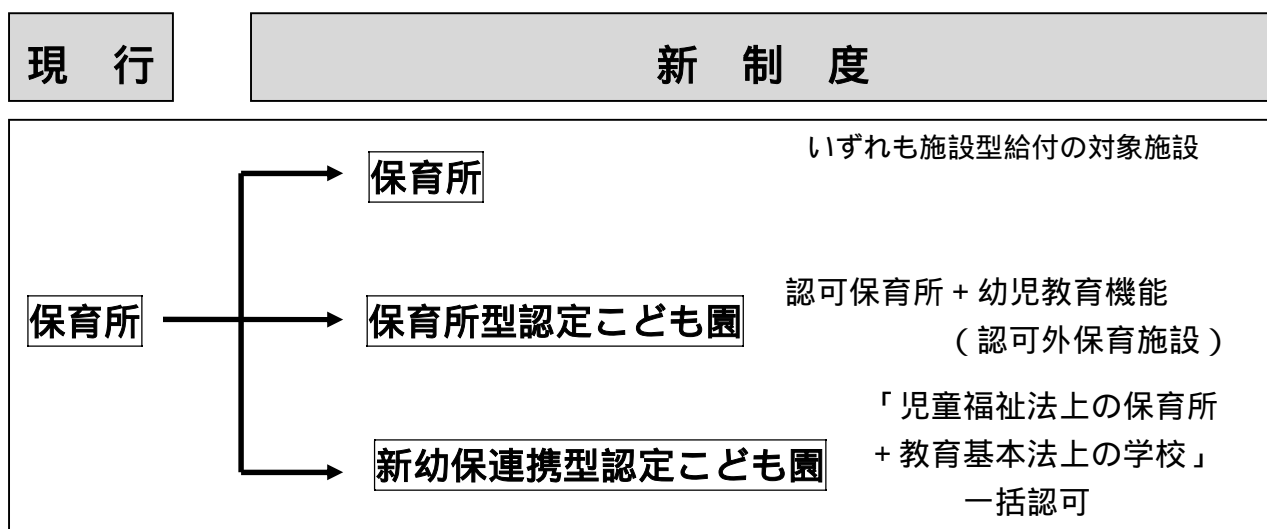 現 行
新 制 度
いずれも施設型給付の対象施設
保育所
保育所
保育所型認定こども園
認可保育所+幼児教育機能
(認可外保育施設)
新幼保連携型認定こども園
「児童福祉法上の保育所
+教育基本法上の学校」
一括認可